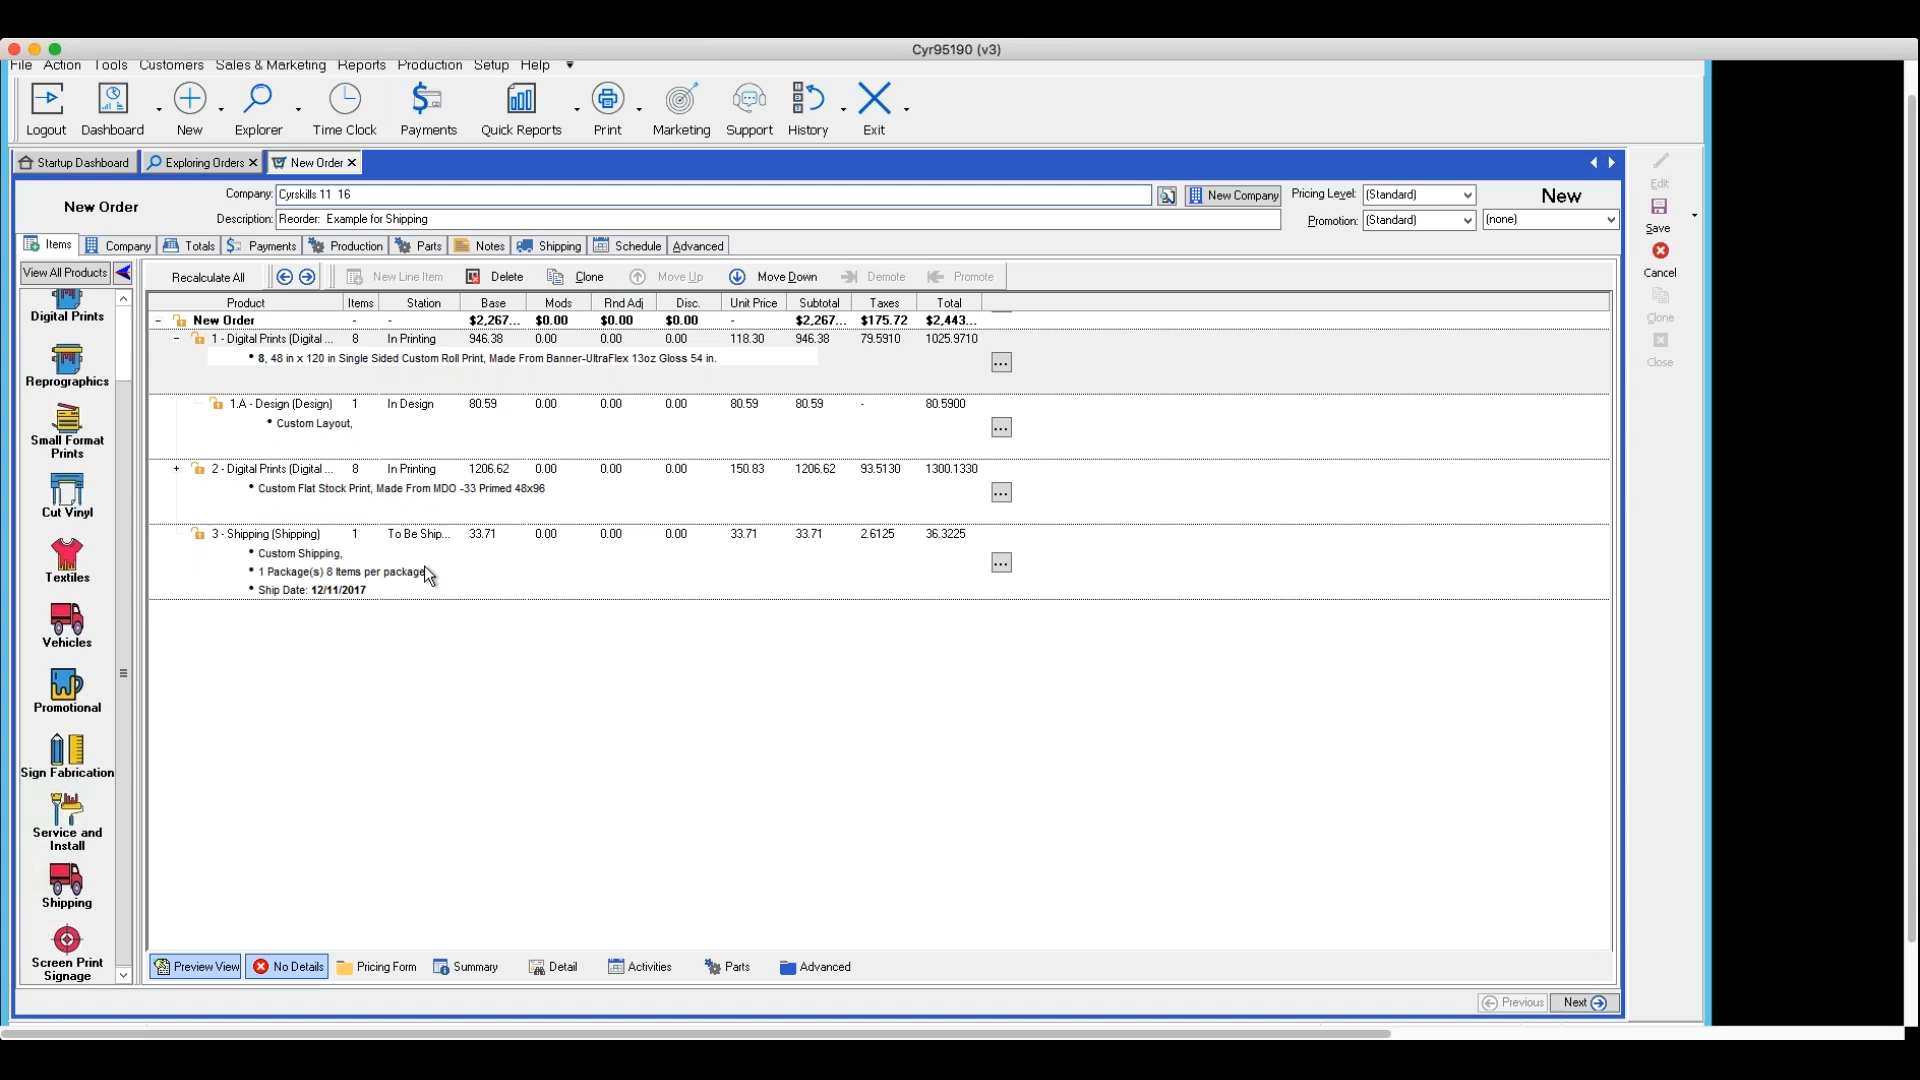 Cyr95190 (v3)
File Action Tools Customers Sales & Marketing Reports Production Setup Help
Logout Dashboard New Explorer Time Clock Payments Quick Reports Print Marketing Support History Exit
Startup Dashboard Exploring Orders New Order
New Order
Company: Cyrskills 11 16 New Company Pricing Level: (Standard) New
Description: Reorder: Example for Shipping Promotion: (Standard) (none)
Items Company Totals Payments Production Parts Notes Shipping Schedule Advanced
View All Products Recalculate All New Line Item Delete Clone Move Up Move Down Demote Promote
Product Items Station Base Mods Rnd Adj Disc. Unit Price Subtotal Taxes Total
- New Order - - $2,267... $0.00 $0.00 $0.00 - $2,267... $175.72 $2,443...
- 1 - Digital Prints (Digital ... 8 In Printing 946.38 0.00 0.00 0.00 118.30 946.38 79.5910 1025.9710
• 8, 48 in x 120 in Single Sided Custom Roll Print, Made From Banner-UltraFlex 13oz Gloss 54 in.
...
1.A - Design (Design) 1 In Design 80.59 0.00 0.00 0.00 80.59 80.59 - 80.5900
• Custom Layout,
...
+ 2 - Digital Prints (Digital ... 8 In Printing 1206.62 0.00 0.00 0.00 150.83 1206.62 93.5130 1300.1330
• Custom Flat Stock Print, Made From MDO -33 Primed 48x96
...
3 - Shipping (Shipping) 1 To Be Ship... 33.71 0.00 0.00 0.00 33.71 33.71 2.6125 36.3225
• Custom Shipping,
...
• 1 Package(s) 8 Items per package
• Ship Date: 12/11/2017
Digital Prints
Reprographics
Small Format
Prints
Cut Vinyl
Textiles
Vehicles
Promotional
Sign Fabrication
Service and
Install
Shipping
Screen Print
Signage
Preview View No Details Pricing Form Summary Detail Activities Parts Advanced
Previous Next
Edit
Save
Cancel
Clone
Close